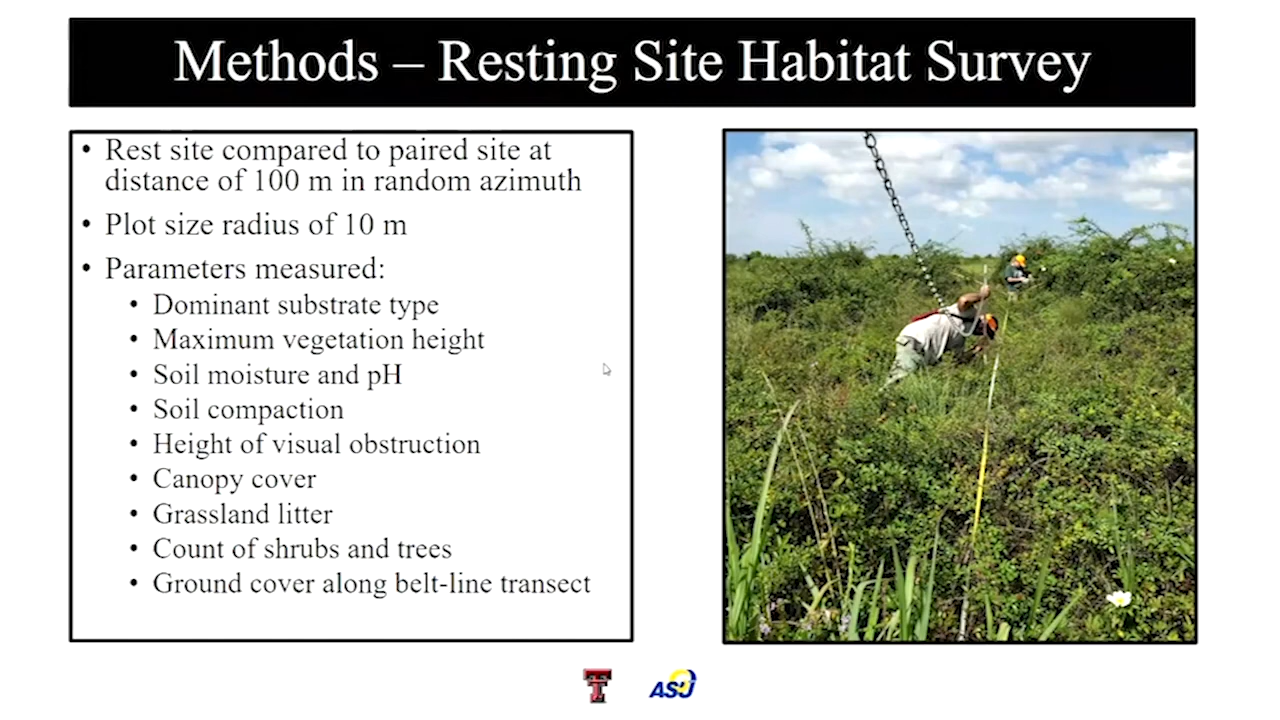 Methods – Resting Site Habitat Survey
• Rest site compared to paired site at
distance of 100 m in random azimuth
• Plot size radius of 10 m
• Parameters measured:
• Dominant substrate type
• Maximum vegetation height
• Soil moisture and pH
• Soil compaction
• Height of visual obstruction
• Canopy cover
• Grassland litter
• Count of shrubs and trees
• Ground cover along belt-line transect
T
ASU